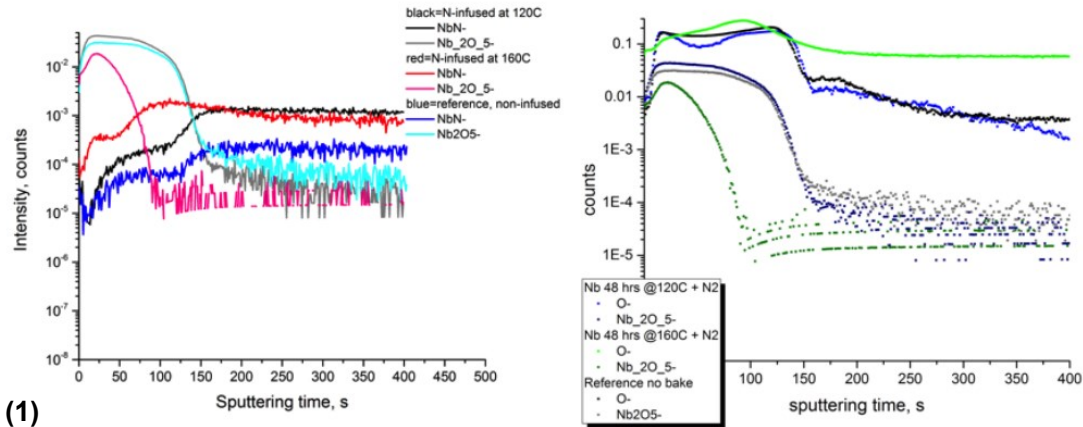 black=N-infused at 120C
NbN-
Nb_2O_5-
red=N-infused at 160C
NbN-
Nb_2O_5-
blue=reference, non-infused
NbN-
Nb2O5-
10^-2
10^-3
10^-4
10^-5
10^-6
10^-7
10^-8
Intensity, counts
0 50 100 150 200 250 300 350 400 450 500
Sputtering time, s
(1)
0.1
0.01
1E-3
1E-4
1E-5
counts
Nb 48 hrs @120C + N2
O-
Nb_2O_5-
Nb 48 hrs @160C + N2
O-
Nb_2O_5-
Reference no bake
O-
Nb2O5-
150 200 250 300 350 400
sputtering time, s